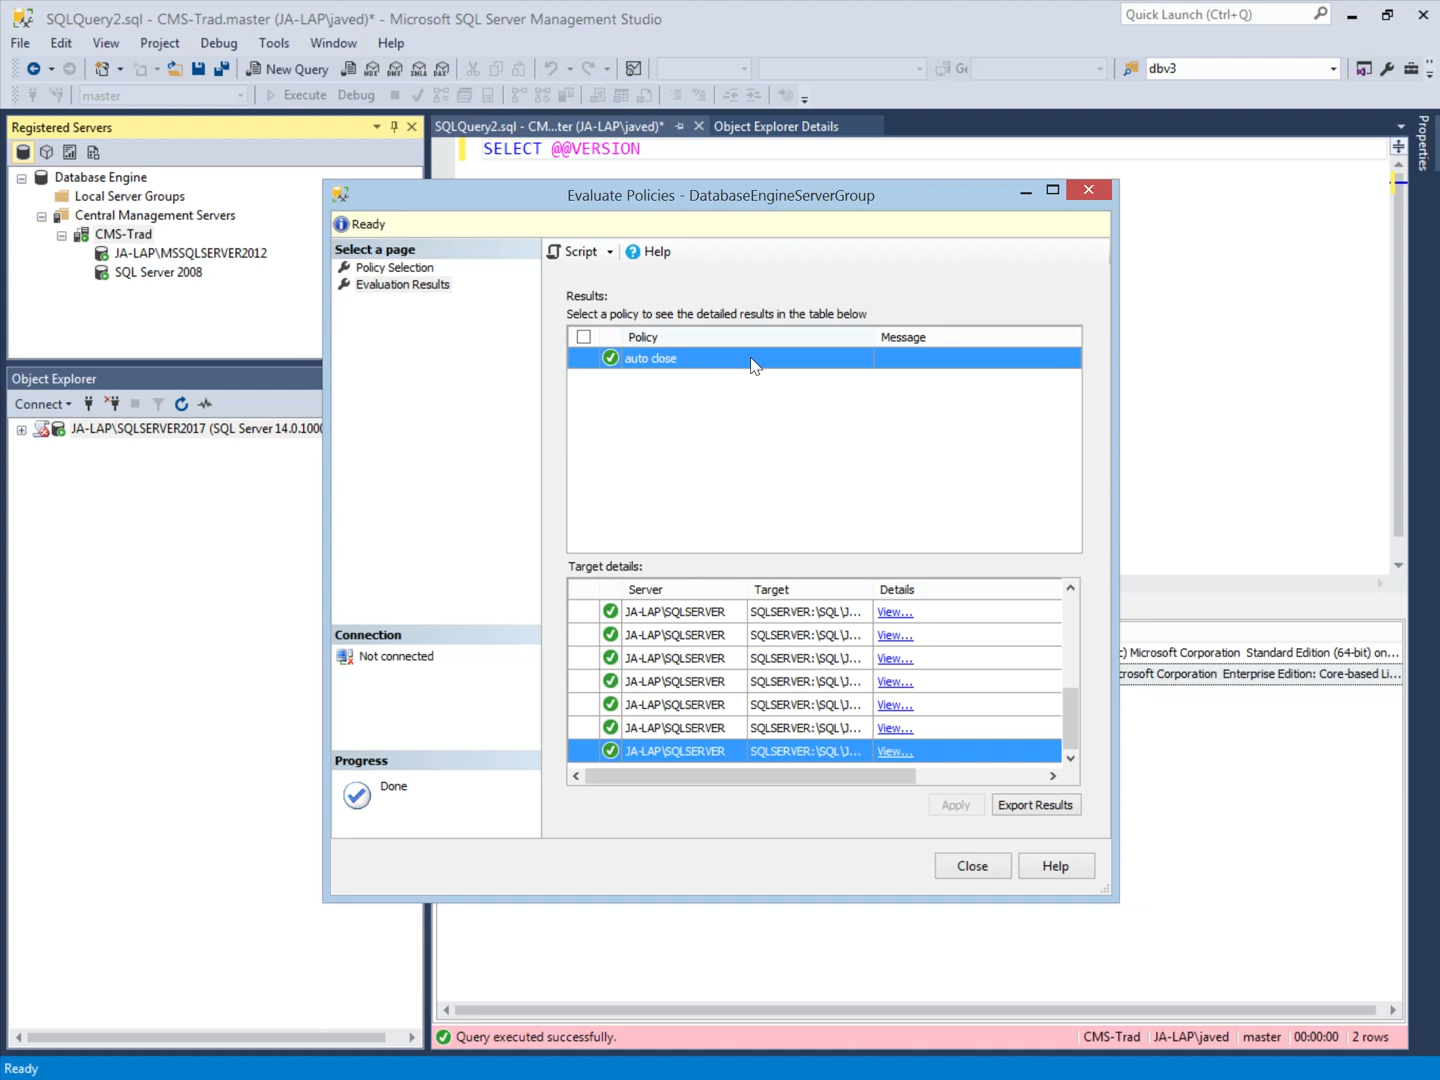 SQLQuery2.sql - CMS-Trad.master (JA-LAP\javed)* - Microsoft SQL Server Management Studio
Quick Launch (Ctrl+Q)
File Edit View Project Debug Tools Window Help
New Query
MDX DMX XMLA DAX
Ge
dbv3
master
Execute Debug
Registered Servers
SQLQuery2.sql - CM...ter (JA-LAP\javed)*
Object Explorer Details
Properties
SELECT @@VERSION
Database Engine
Local Server Groups
Central Management Servers
CMS-Trad
JA-LAP\MSSQLSERVER2012
SQL Server 2008
Object Explorer
Connect
JA-LAP\SQLSERVER2017 (SQL Server 14.0.1000
Evaluate Policies - DatabaseEngineServerGroup
Ready
Select a page
Policy Selection
Evaluation Results
Script
Help
Results:
Select a policy to see the detailed results in the table below
Policy Message
auto close
Target details:
Server Target Details
JA-LAP\SQLSERVER SQLSERVER:\SQL\J... View...
JA-LAP\SQLSERVER SQLSERVER:\SQL\J... View...
JA-LAP\SQLSERVER SQLSERVER:\SQL\J... View...
JA-LAP\SQLSERVER SQLSERVER:\SQL\J... View...
JA-LAP\SQLSERVER SQLSERVER:\SQL\J... View...
JA-LAP\SQLSERVER SQLSERVER:\SQL\J... View...
JA-LAP\SQLSERVER SQLSERVER:\SQL\J... View...
Connection
Not connected
Progress
Done
Apply Export Results
Close Help
c) Microsoft Corporation Standard Edition (64-bit) on...
crosoft Corporation Enterprise Edition: Core-based Li...
Query executed successfully.
CMS-Trad JA-LAP\javed master 00:00:00 2 rows
Ready